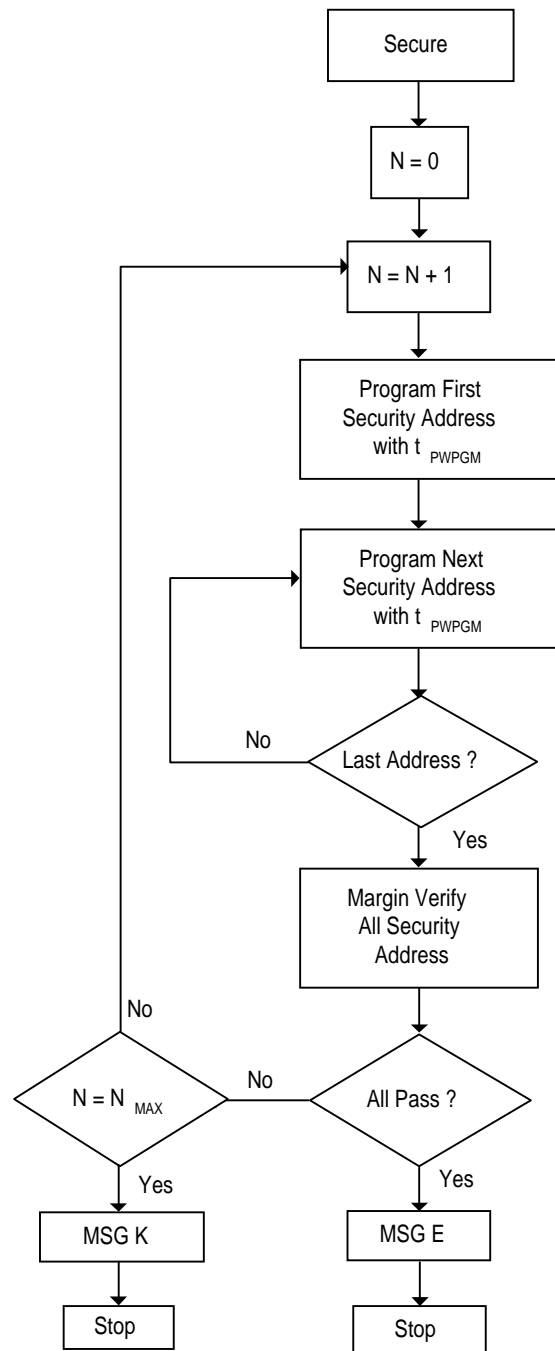 Secure
N = 0
N = N + 1
Program First
Security Address
with t PWPGM
Program Next
Security Address
with t PWPGM
No
Last Address ?
Yes
Margin Verify
All Security
Address
No
N = N MAX
No
All Pass ?
Yes
Yes
MSG K
MSG E
Stop
Stop